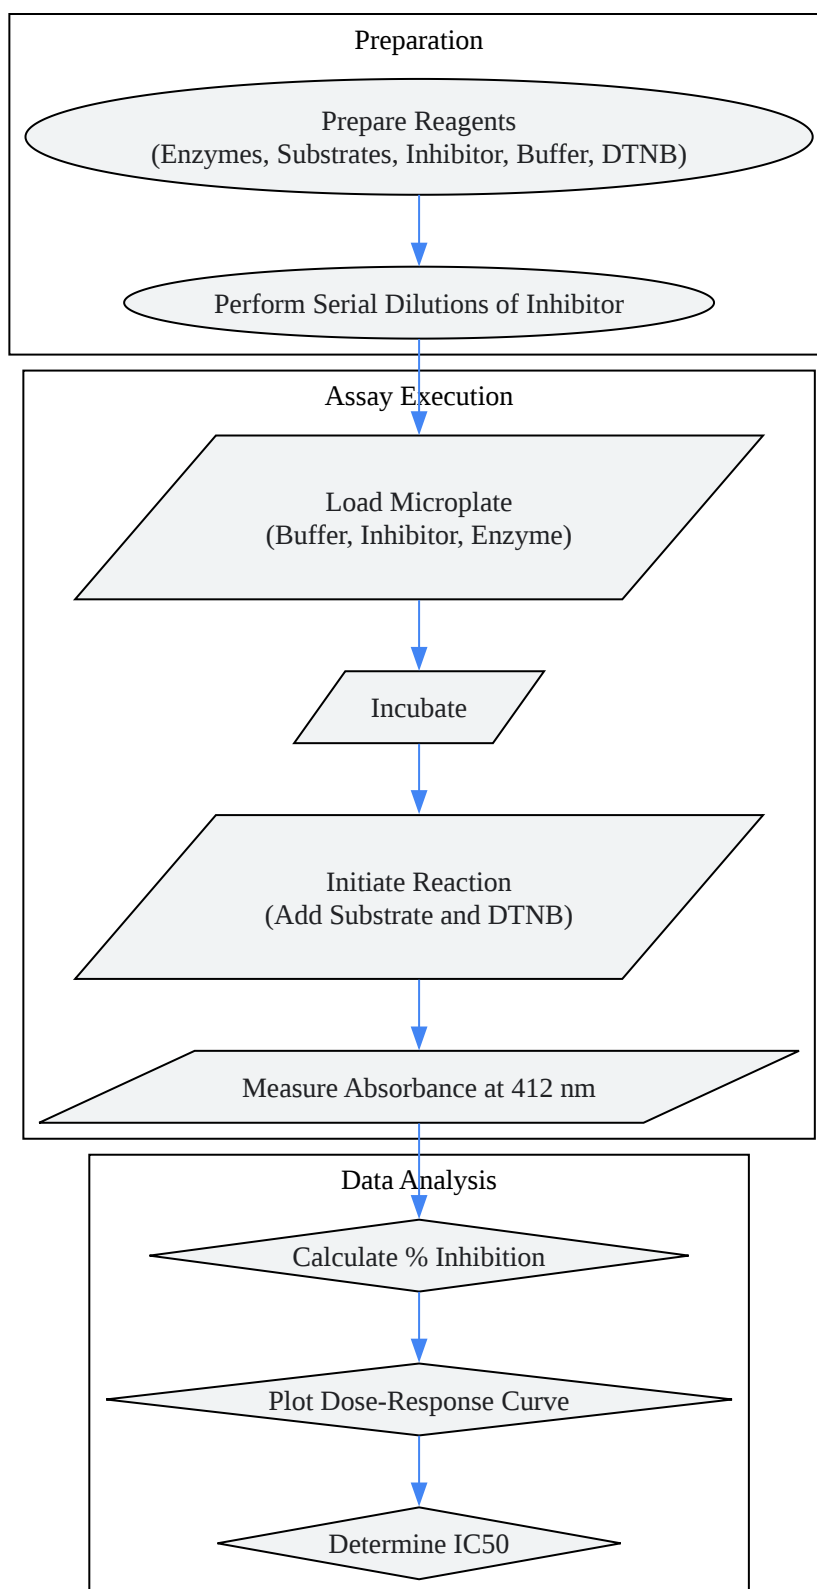 Preparation
Prepare Reagents
(Enzymes, Substrates, Inhibitor, Buffer, DTNB)
Perform Serial Dilutions of Inhibitor
Assay Execution
Load Microplate
(Buffer, Inhibitor, Enzyme)
Incubate
Initiate Reaction
(Add Substrate and DTNB)
Measure Absorbance at 412 nm
Data Analysis
Calculate % Inhibition
Plot Dose-Response Curve
Determine IC50